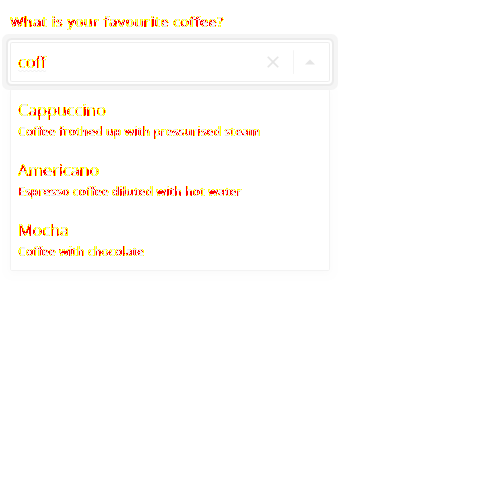 What is your favourite coffee?
coff
Cappuccino
Coffee frothed up with pressurised steam
Americano
Espresso coffee diluted with hot water
Mocha
Coffee with chocolate